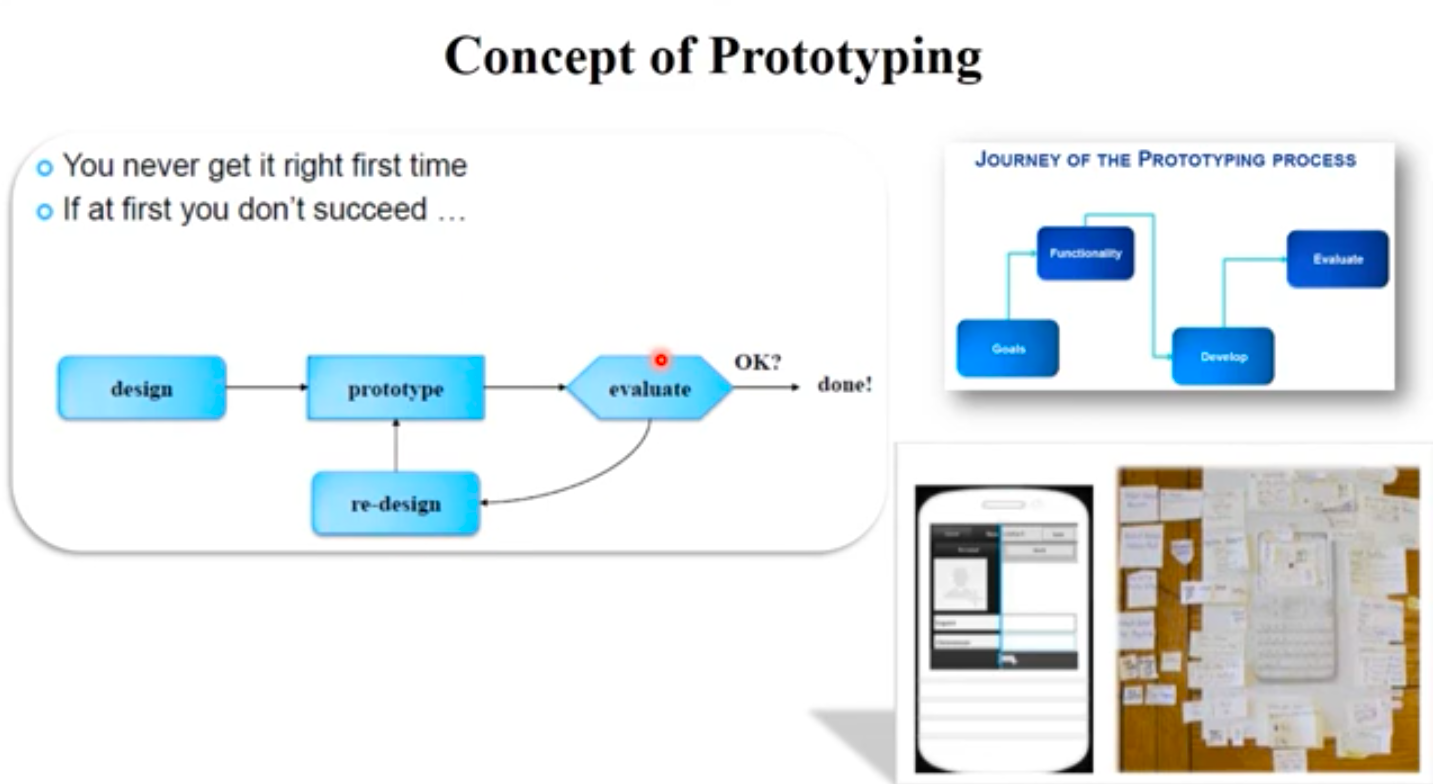 Concept of Prototyping
You never get it right first time
If at first you don't succeed …
design
prototype
evaluate
OK?
done!
re-design
JOURNEY OF THE PROTOTYPING PROCESS
Functionality
Evaluate
Goals
Develop